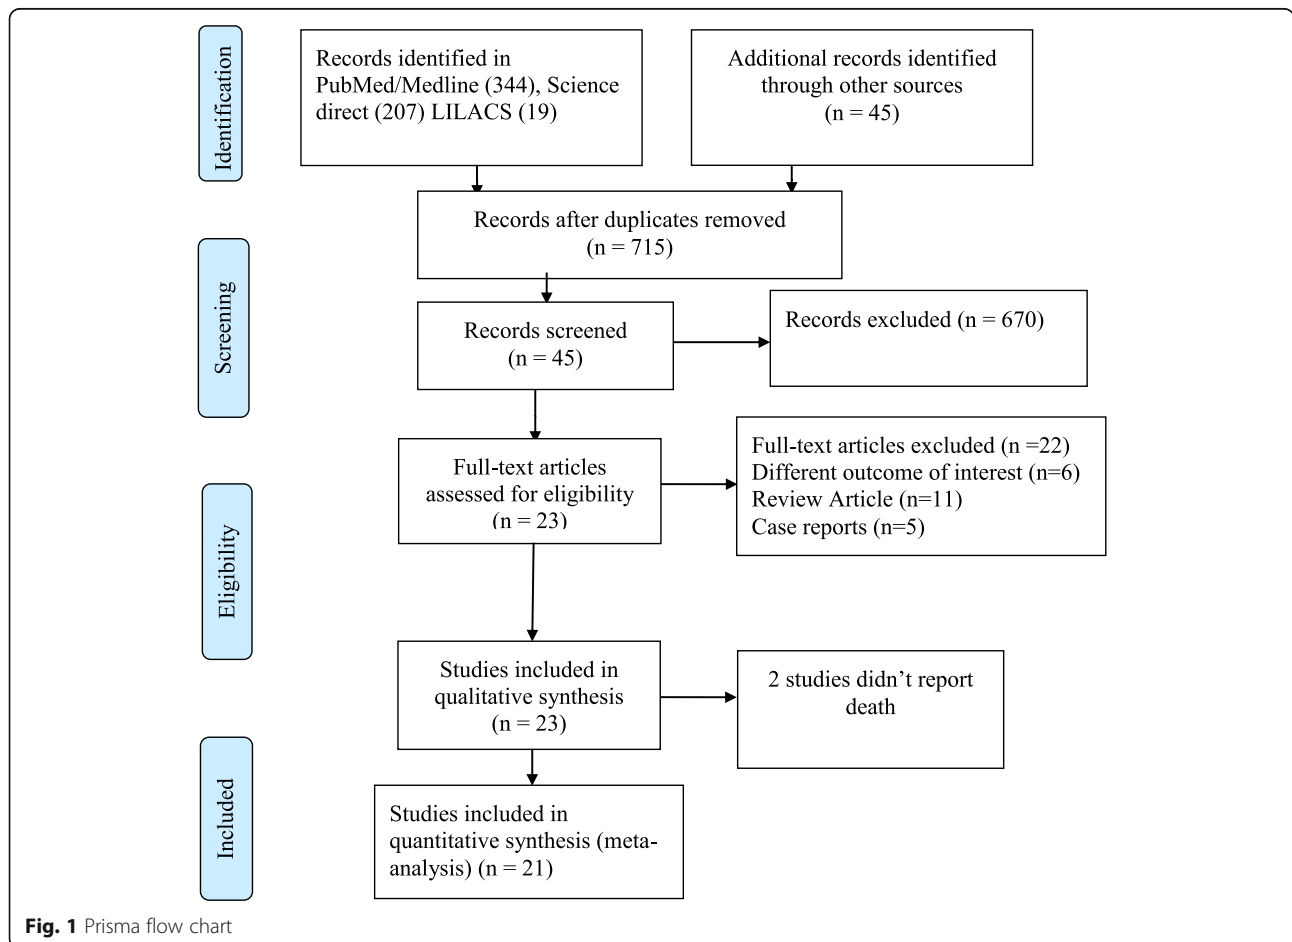 Identification
Records identified in
PubMed/Medline (344), Science
direct (207) LILACS (19)
Additional records identified
through other sources
(n = 45)
Records after duplicates removed
(n = 715)
Screening
Records screened
(n = 45)
Records excluded (n = 670)
Full-text articles
assessed for eligibility
(n = 23)
Full-text articles excluded (n =22)
Different outcome of interest (n=6)
Review Article (n=11)
Case reports (n=5)
Eligibility
Studies included in
qualitative synthesis
(n = 23)
2 studies didn’t report
death
Included
Studies included in
quantitative synthesis (meta-
analysis) (n = 21)
Fig. 1 Prisma flow chart